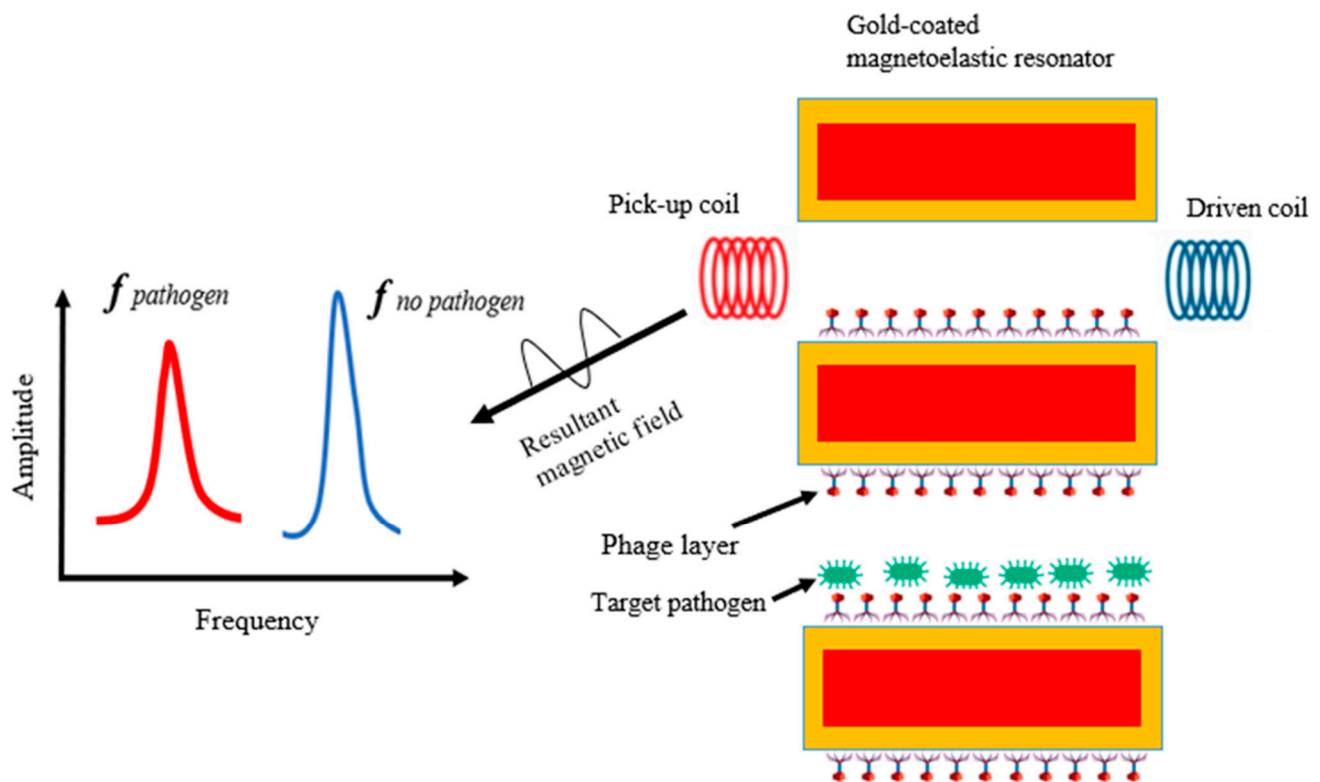 Gold-coated
magnetoelastic resonator
Pick-up coil
Driven coil
f pathogen
f no pathogen
Amplitude
Resultant
magnetic field
Phage layer
Target pathogen
Frequency